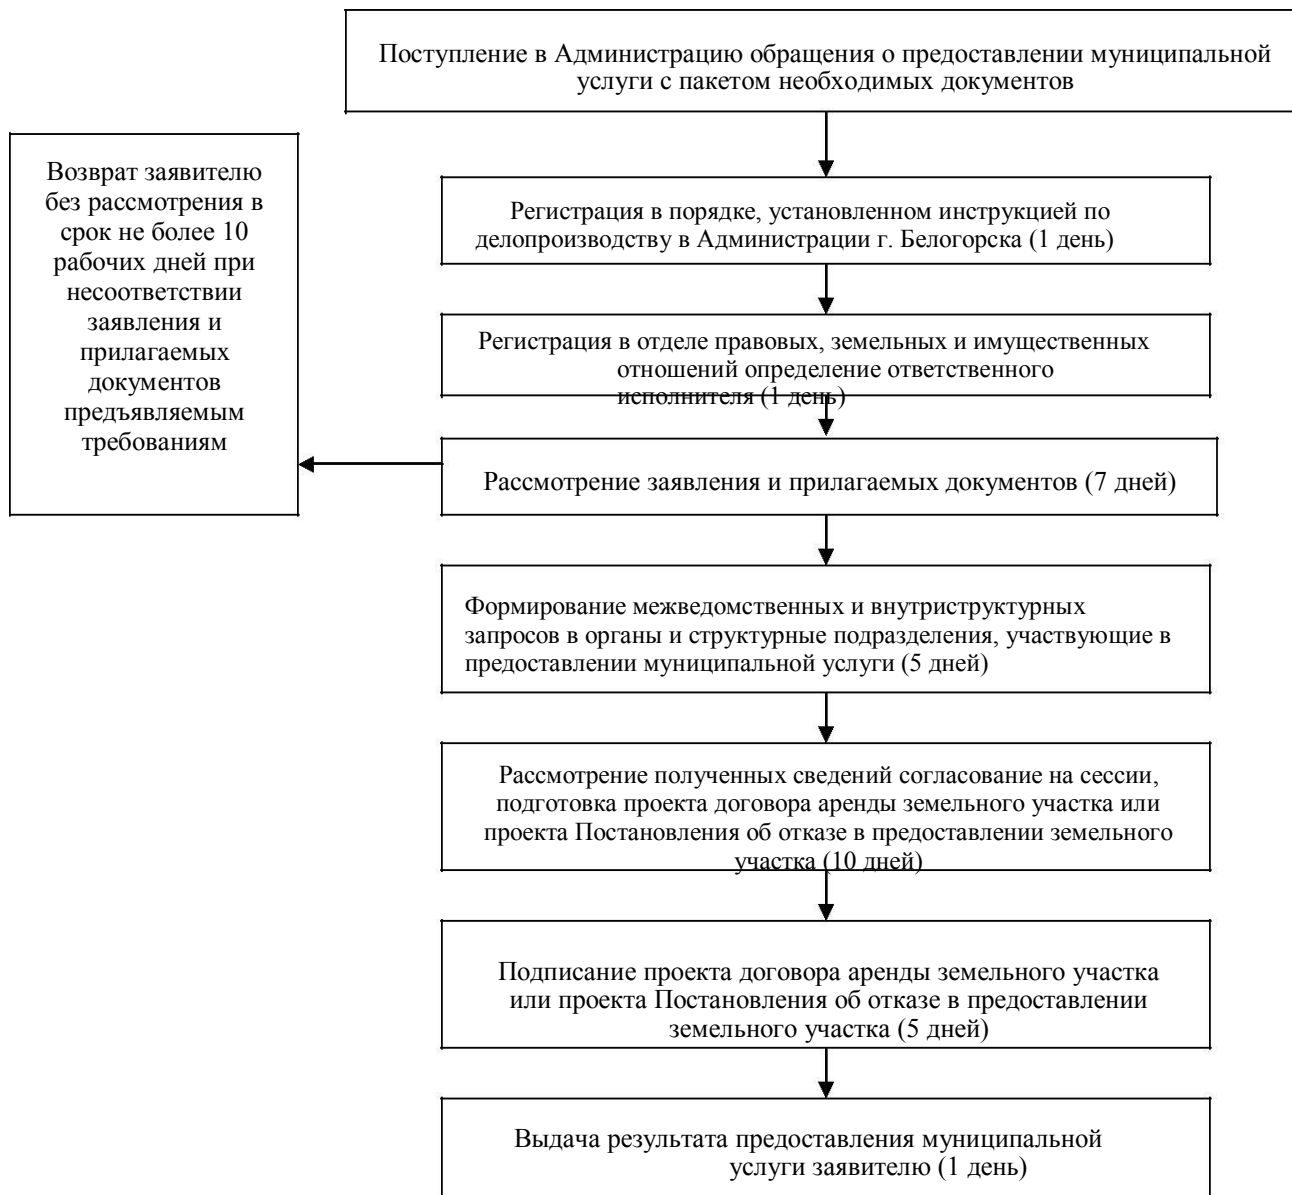 Поступление в Администрацию обращения о предоставлении муниципальной
услуги с пакетом необходимых документов
Возврат заявителю
без рассмотрения в
срок не более 10
рабочих дней при
несоответствии
заявления и
прилагаемых
документов
предъявляемым
требованиям
Регистрация в порядке, установленном инструкцией по
делопроизводству в Администрации г. Белогорска (1 день)
Регистрация в отделе правовых, земельных и имущественных
отношений определение ответственного
исполнителя (1 день)
Рассмотрение заявления и прилагаемых документов (7 дней)
Формирование межведомственных и внутриструктурных
запросов в органы и структурные подразделения, участвующие в
предоставлении муниципальной услуги (5 дней)
Рассмотрение полученных сведений согласование на сессии,
подготовка проекта договора аренды земельного участка или
проекта Постановления об отказе в предоставлении земельного
участка (10 дней)
Подписание проекта договора аренды земельного участка
или проекта Постановления об отказе в предоставлении
земельного участка (5 дней)
Выдача результата предоставления муниципальной
услуги заявителю (1 день)